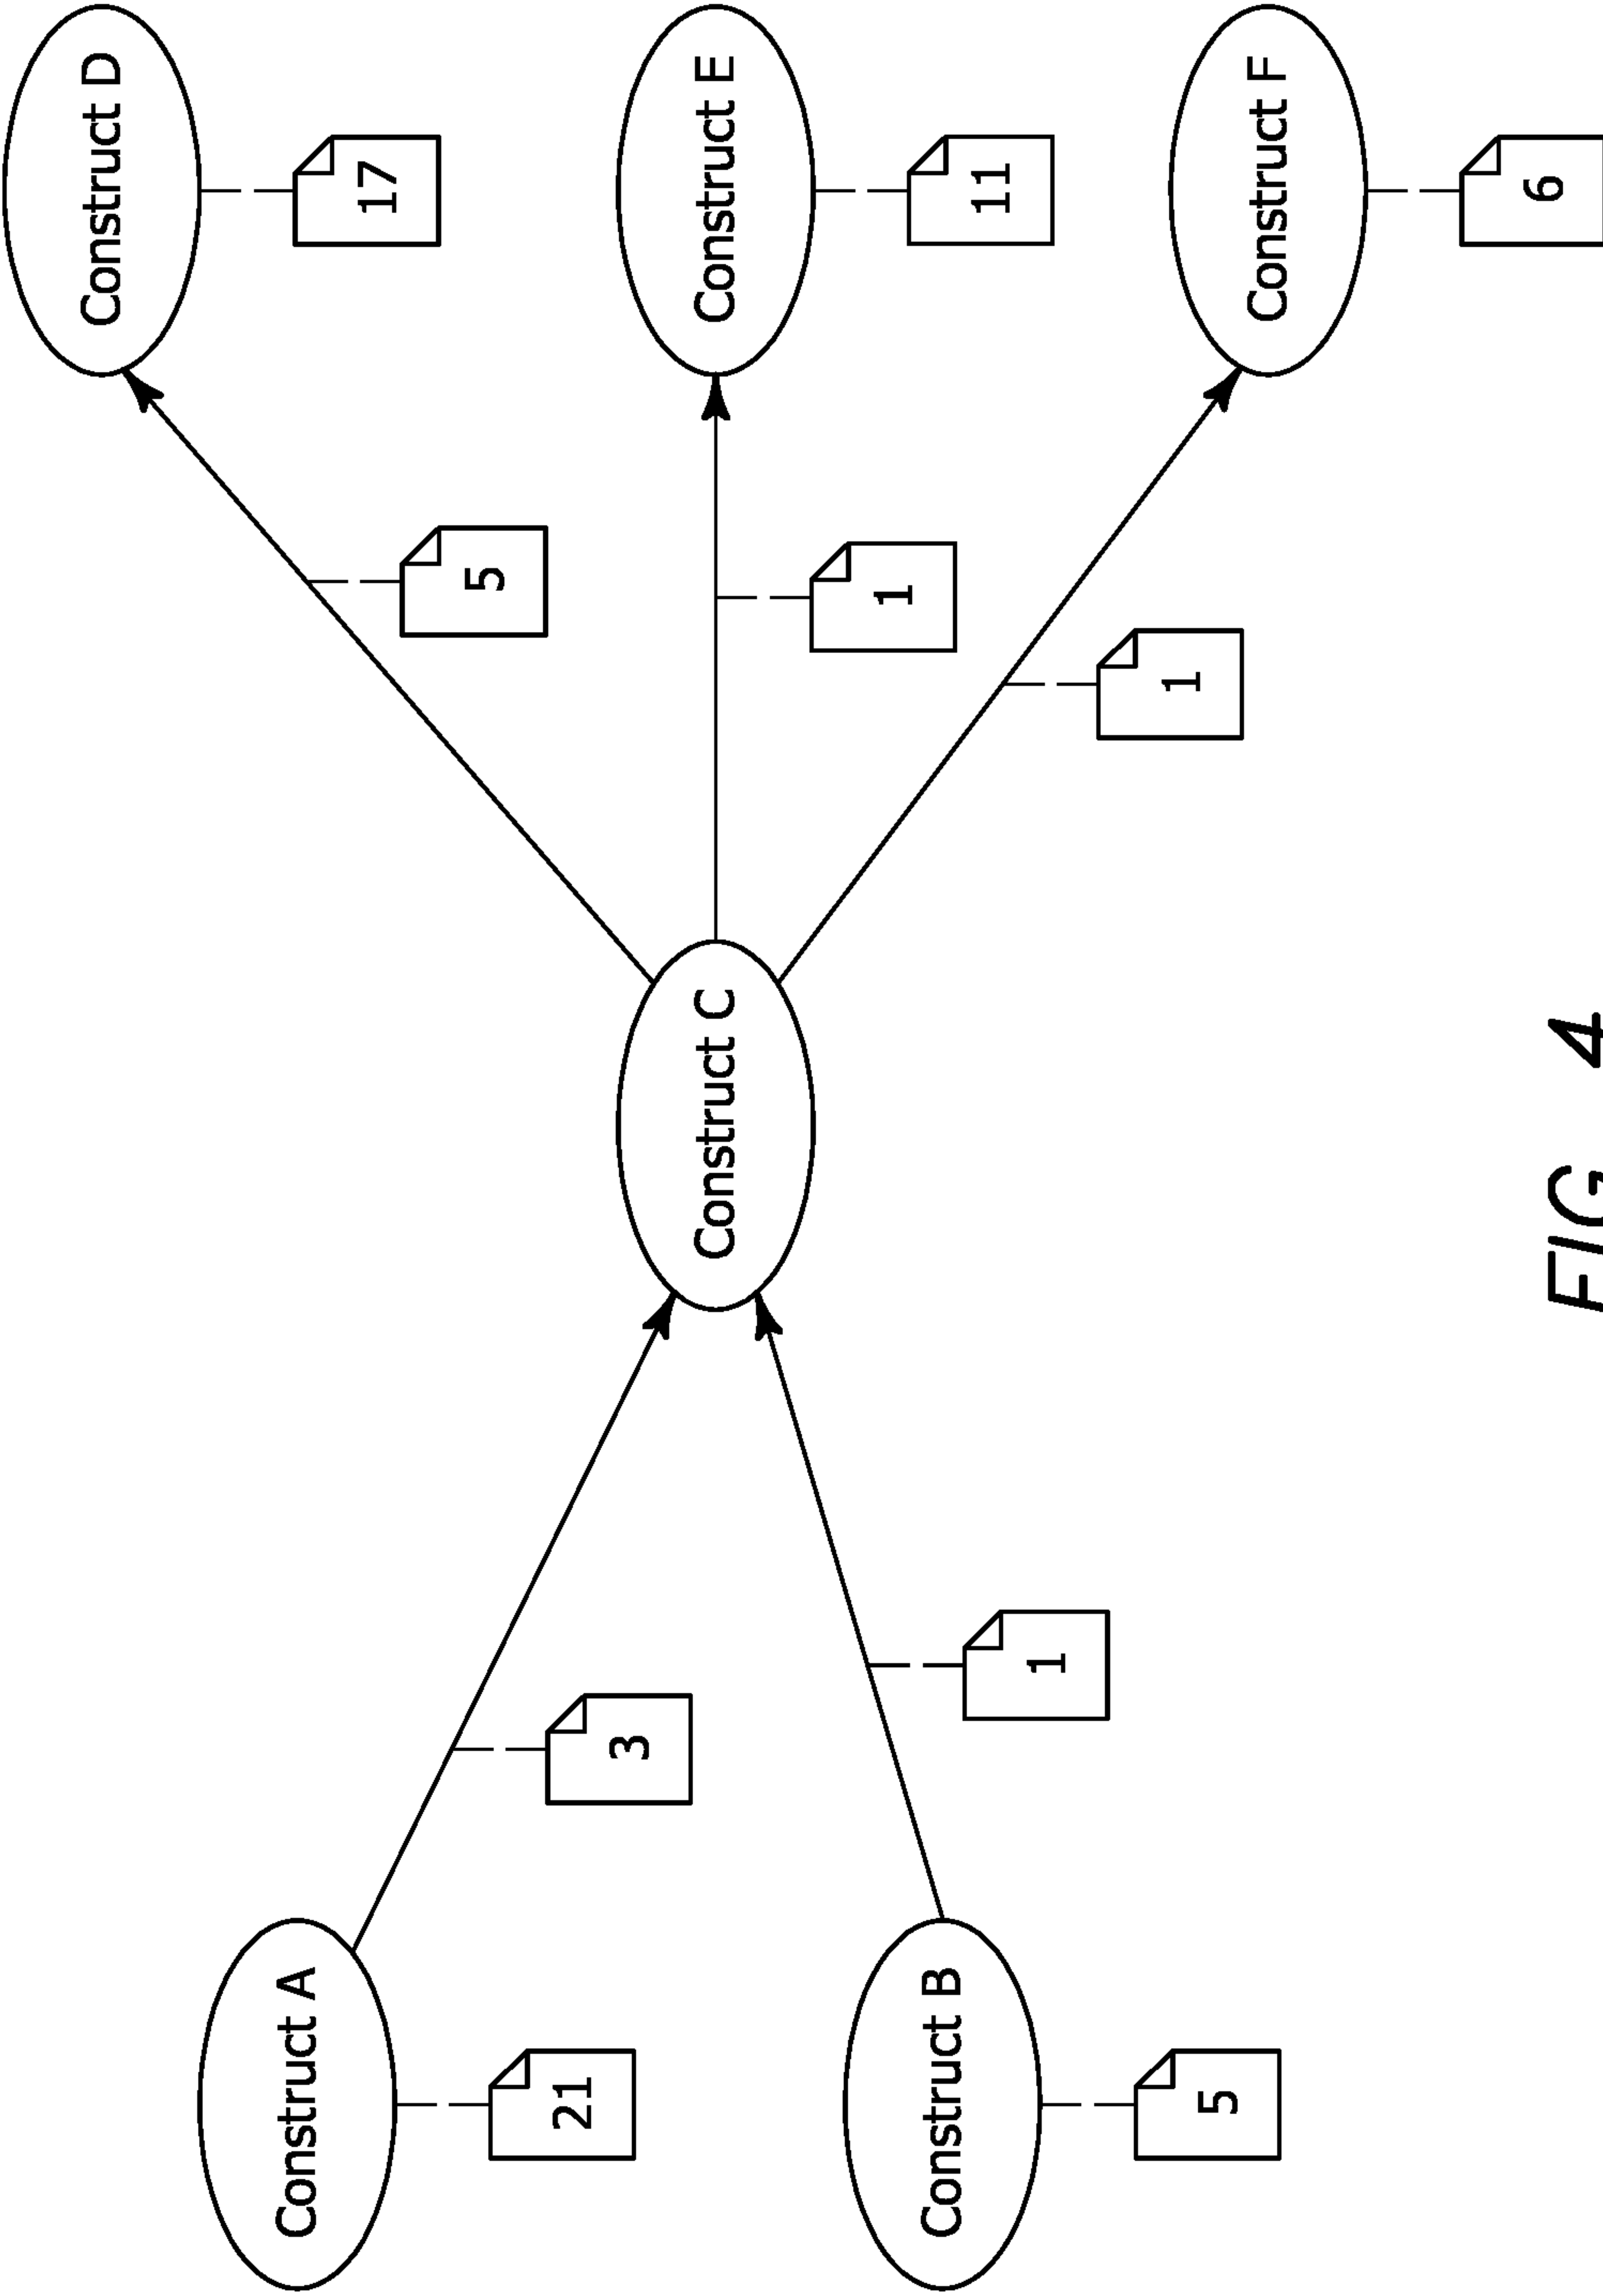 Construct A
21
Construct B
5
3
1
Construct C
5
1
1
Construct D
17
Construct E
11
Construct F
6
FIG. 4